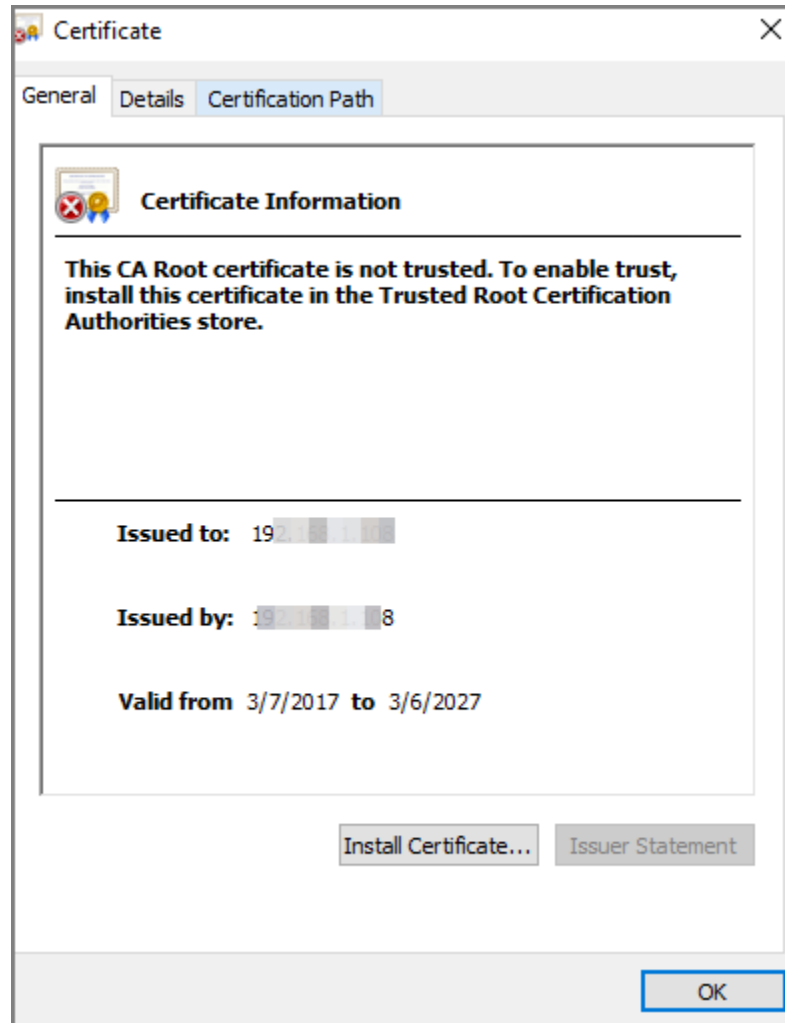 Certificate
General Details Certification Path
Certificate Information
This CA Root certificate is not trusted. To enable trust,
install this certificate in the Trusted Root Certification
Authorities store.
Issued to:
Issued by:
Valid from 3/7/2017 to 3/6/2027
Install Certificate... Issuer Statement
OK